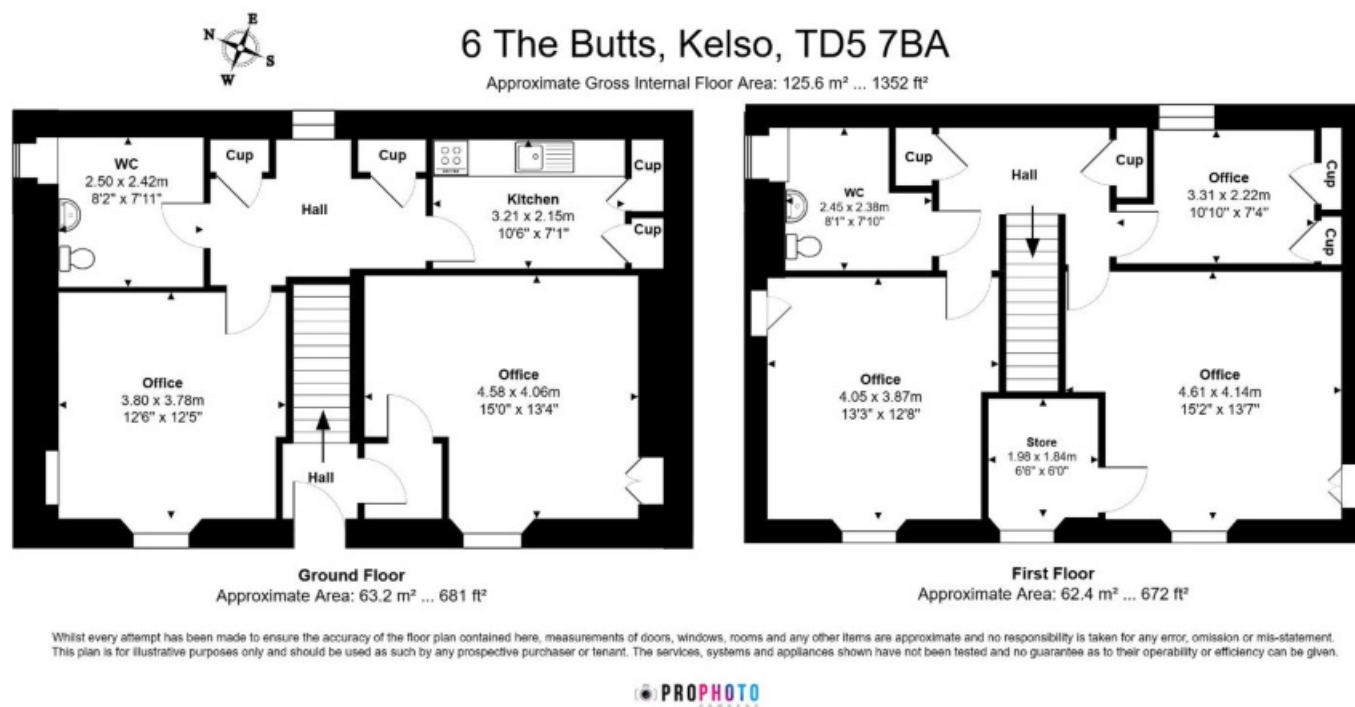 N
E
S
W
6 The Butts, Kelso, TD5 7BA
Approximate Gross Internal Floor Area: 125.6 m² ... 1352 ft²
WC
2.50 x 2.42m
8'2" x 7'11"
Cup
Hall
Cup
Kitchen
3.21 x 2.15m
10'6" x 7'1"
Cup
Cup
Office
3.80 x 3.78m
12'6" x 12'5"
Hall
Office
4.58 x 4.06m
15'0" x 13'4"
Ground Floor
Approximate Area: 63.2 m² ... 681 ft²
WC
2.45 x 2.38m
8'1" x 7'10"
Cup
Hall
Cup
Office
3.31 x 2.22m
10'10" x 7'4"
Cup
Cup
Office
4.05 x 3.87m
13'3" x 12'8"
Store
1.98 x 1.84m
6'6" x 6'0"
Office
4.61 x 4.14m
15'2" x 13'7"
First Floor
Approximate Area: 62.4 m² ... 672 ft²
Whilst every attempt has been made to ensure the accuracy of the floor plan contained here, measurements of doors, windows, rooms and any other items are approximate and no responsibility is taken for any error, omission or mis-statement.
This plan is for illustrative purposes only and should be used as such by any prospective purchaser or tenant. The services, systems and appliances shown have not been tested and no guarantee as to their operability or efficiency can be given.
PROPHOTO